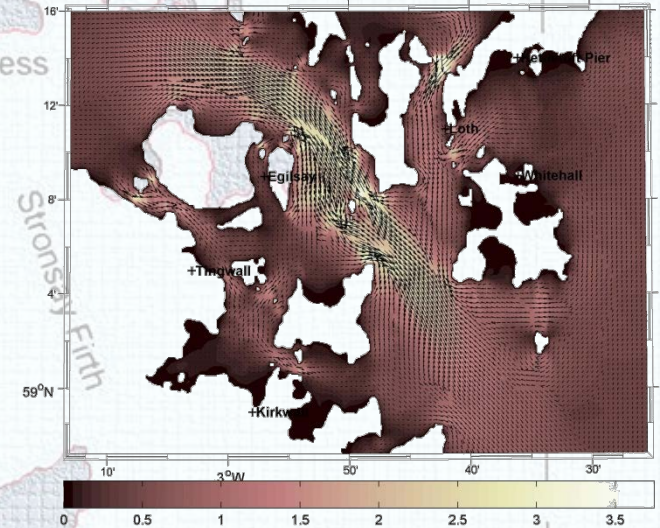 16'
12'
8'
4'
59°N
ess
Stronsay Firth
Pier
+Loth
+Whitehall
+Egilsay
+Tingwall
10'
3°W
50'
40'
30'
0 0.5 1 1.5 2 2.5 3 3.5